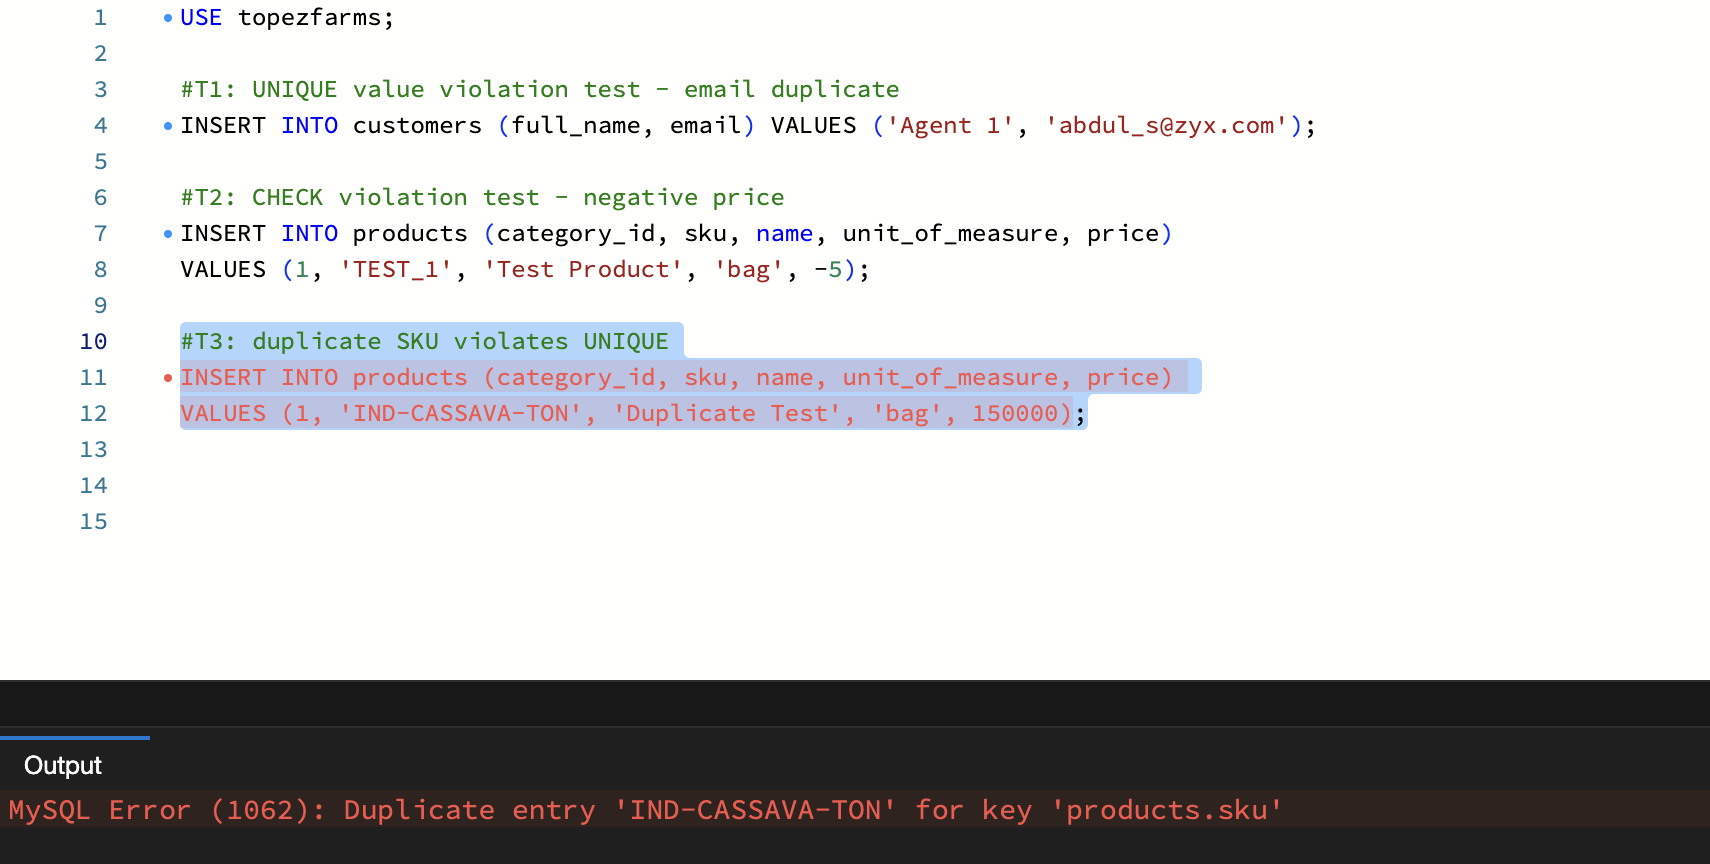 1 USE topezfarms;
2
3 #T1: UNIQUE value violation test - email duplicate
4 INSERT INTO customers (full_name, email) VALUES ('Agent 1', 'abdul_s@zyx.com');
5
6 #T2: CHECK violation test - negative price
7 INSERT INTO products (category_id, sku, name, unit_of_measure, price)
8 VALUES (1, 'TEST_1', 'Test Product', 'bag', -5);
9
10 #T3: duplicate SKU violates UNIQUE
11 INSERT INTO products (category_id, sku, name, unit_of_measure, price)
12 VALUES (1, 'IND-CASSAVA-TON', 'Duplicate Test', 'bag', 150000);
13
14
15
Output
MySQL Error (1062): Duplicate entry 'IND-CASSAVA-TON' for key 'products.sku'